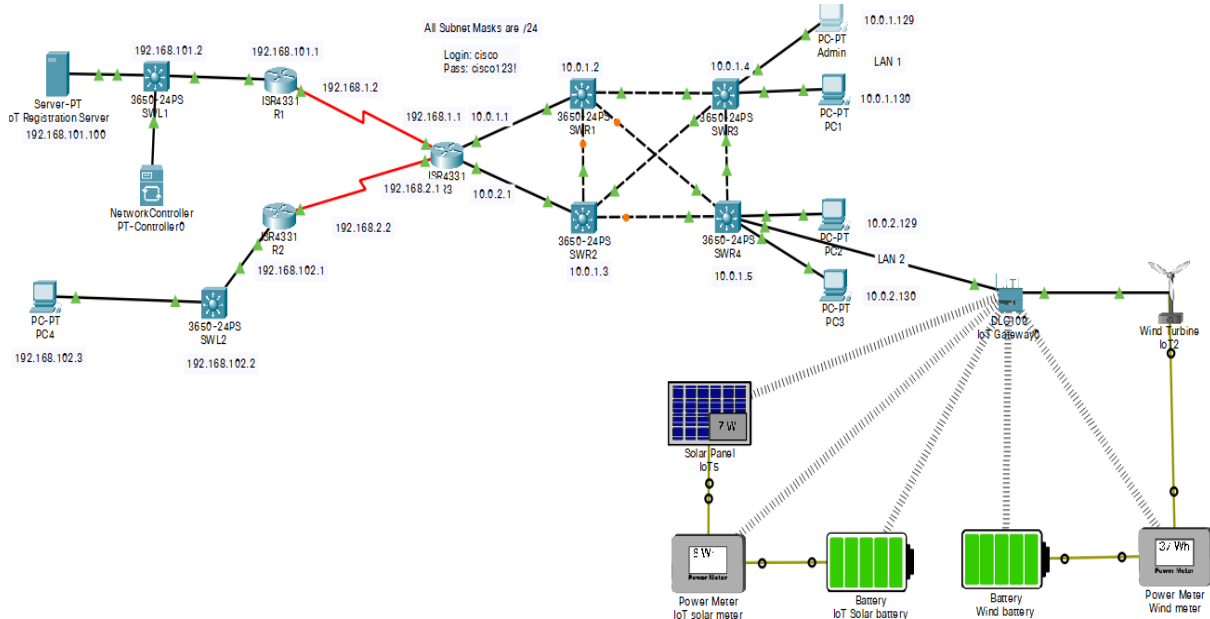 All Subnet Masks are /24
Login: cisco
Pass: cisco123!
192.168.101.2
192.168.101.1
Server-PT
IoT Registration Server
192.168.101.100
3650-24PS
SWL1
ISR4331
R1
192.168.1.2
NetworkController
PT-Controller0
192.168.1.1
10.0.1.1
ISR4331
192.168.2.1
10.0.2.1
ISR4331
R2
192.168.2.2
192.168.102.1
PC-PT
PC4
192.168.102.3
3650-24PS
SWL2
192.168.102.2
10.0.1.2
3650-24PS
SWR1
10.0.1.4
3650-24PS
SWR3
3650-24PS
SWR2
10.0.1.3
3650-24PS
SWR4
10.0.1.5
PC-PT
Admin
10.0.1.129
LAN 1
PC-PT
PC1
10.0.1.130
PC-PT
PC2
10.0.2.129
LAN 2
PC-PT
PC3
10.0.2.130
DLC100
IoT Gateway0
Wind Turbine
IoT2
7 W
Solar Panel
IoT5
Power Meter
Power Meter
IoT solar meter
Battery
IoT Solar battery
Battery
Wind battery
37 Wh
Power Meter
Power Meter
Wind meter